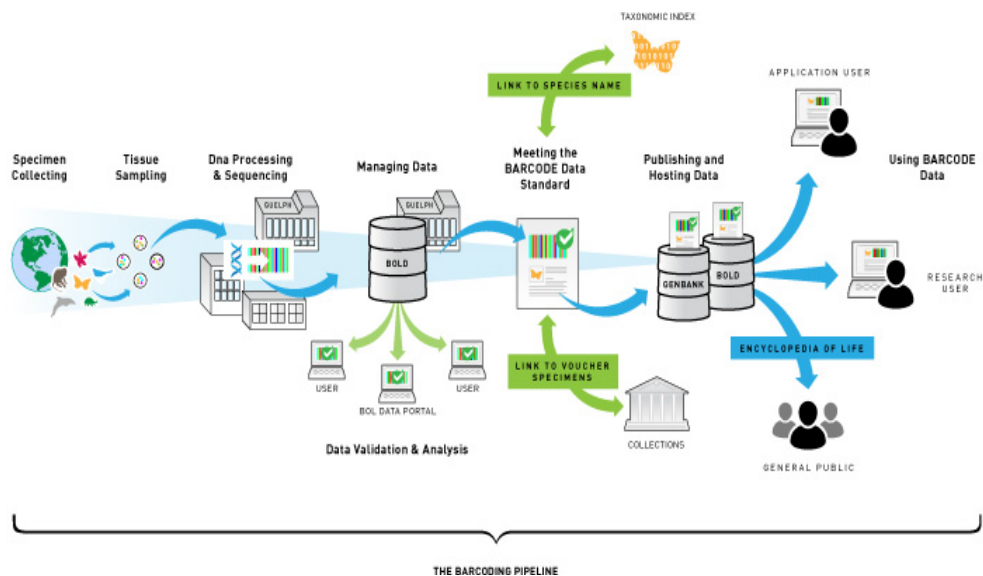 TAXONOMIC INDEX
LINK TO SPECIES NAME
APPLICATION USER
Specimen
Collecting
Tissue
Sampling
Dna Processing
& Sequencing
Managing Data
Meeting the
BARCODE Data
Standard
Publishing and
Hosting Data
Using BARCODE
Data
GUELPH
GUELPH
BOLD
GENBANK
BOLD
RESEARCH
USER
ENCYCLOPEDIA OF LIFE
LINK TO VOUCHER
SPECIMENS
USER
BOL DATA PORTAL
USER
Data Validation & Analysis
COLLECTIONS
GENERAL PUBLIC
THE BARCODING PIPELINE